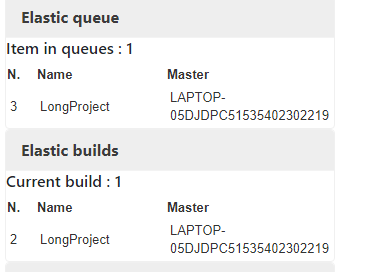 Elastic queue
Item in queues : 1
N. Name Master
3 LongProject LAPTOP-
05DJDPC51535402302219
Elastic builds
Current build : 1
N. Name Master
2 LongProject LAPTOP-
05DJDPC51535402302219